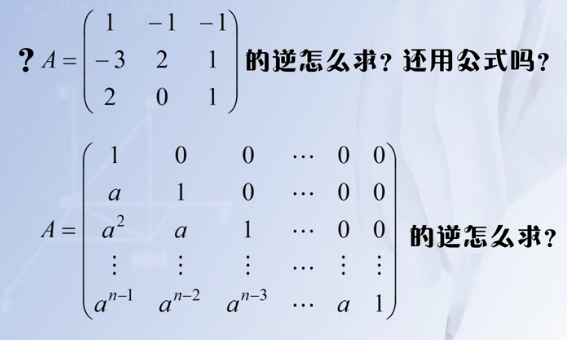 ? A = \begin{pmatrix} 1 & -1 & -1 \\ -3 & 2 & 1 \\ 2 & 0 & 1 \end{pmatrix} 的逆怎么求? 还用公式吗?
A = \begin{pmatrix} 1 & 0 & 0 & \cdots & 0 & 0 \\ a & 1 & 0 & \cdots & 0 & 0 \\ a^2 & a & 1 & \cdots & 0 & 0 \\ \vdots & \vdots & \vdots & \cdots & \vdots & \vdots \\ a^{n-1} & a^{n-2} & a^{n-3} & \cdots & a & 1 \end{pmatrix} 的逆怎么求?